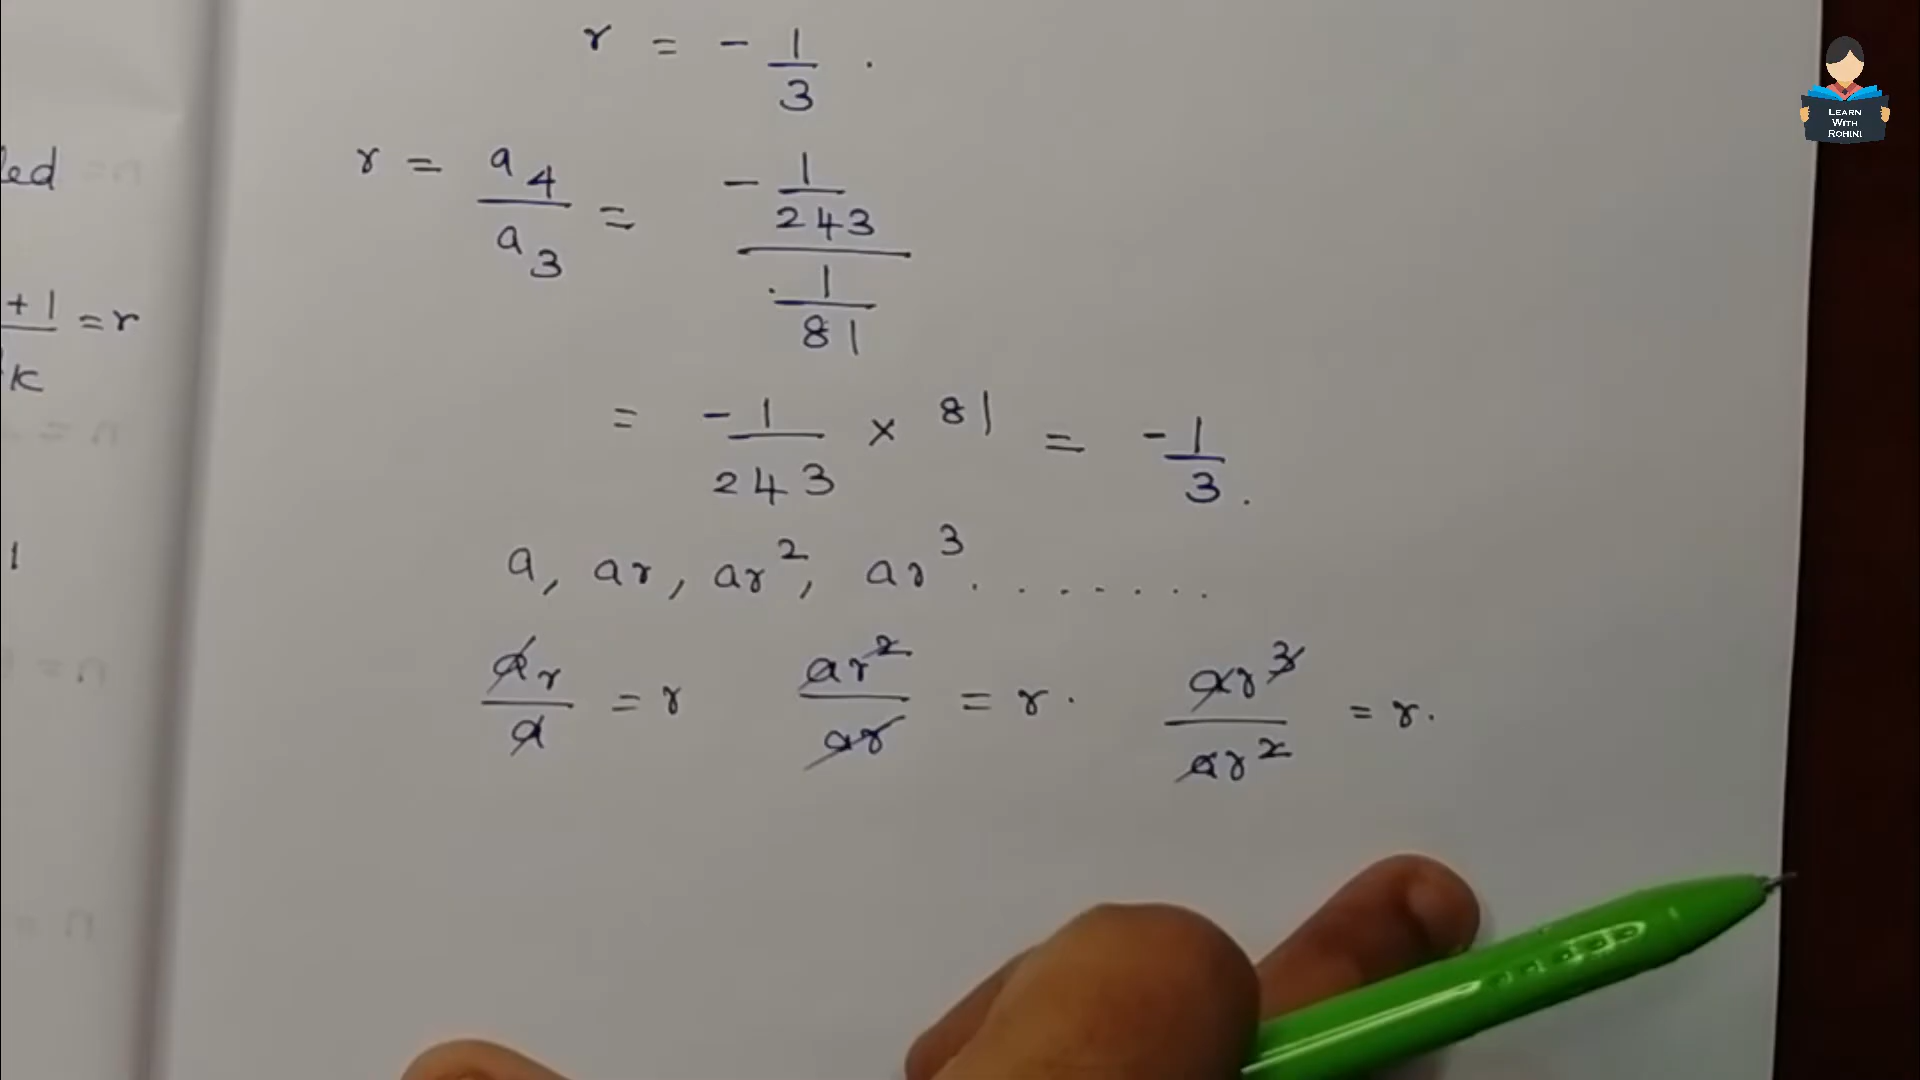 r = - 1/3 .
r = a4/a3 = (- 1/243)/(1/81)
= -1/243 × 81 = -1/3 .
a, ar, ar², ar³ . . . . . . .
ar/a = r ar²/ar = r . ar³/ar² = r .
+1/k = r
1
LEARN
WITH
ROHINI